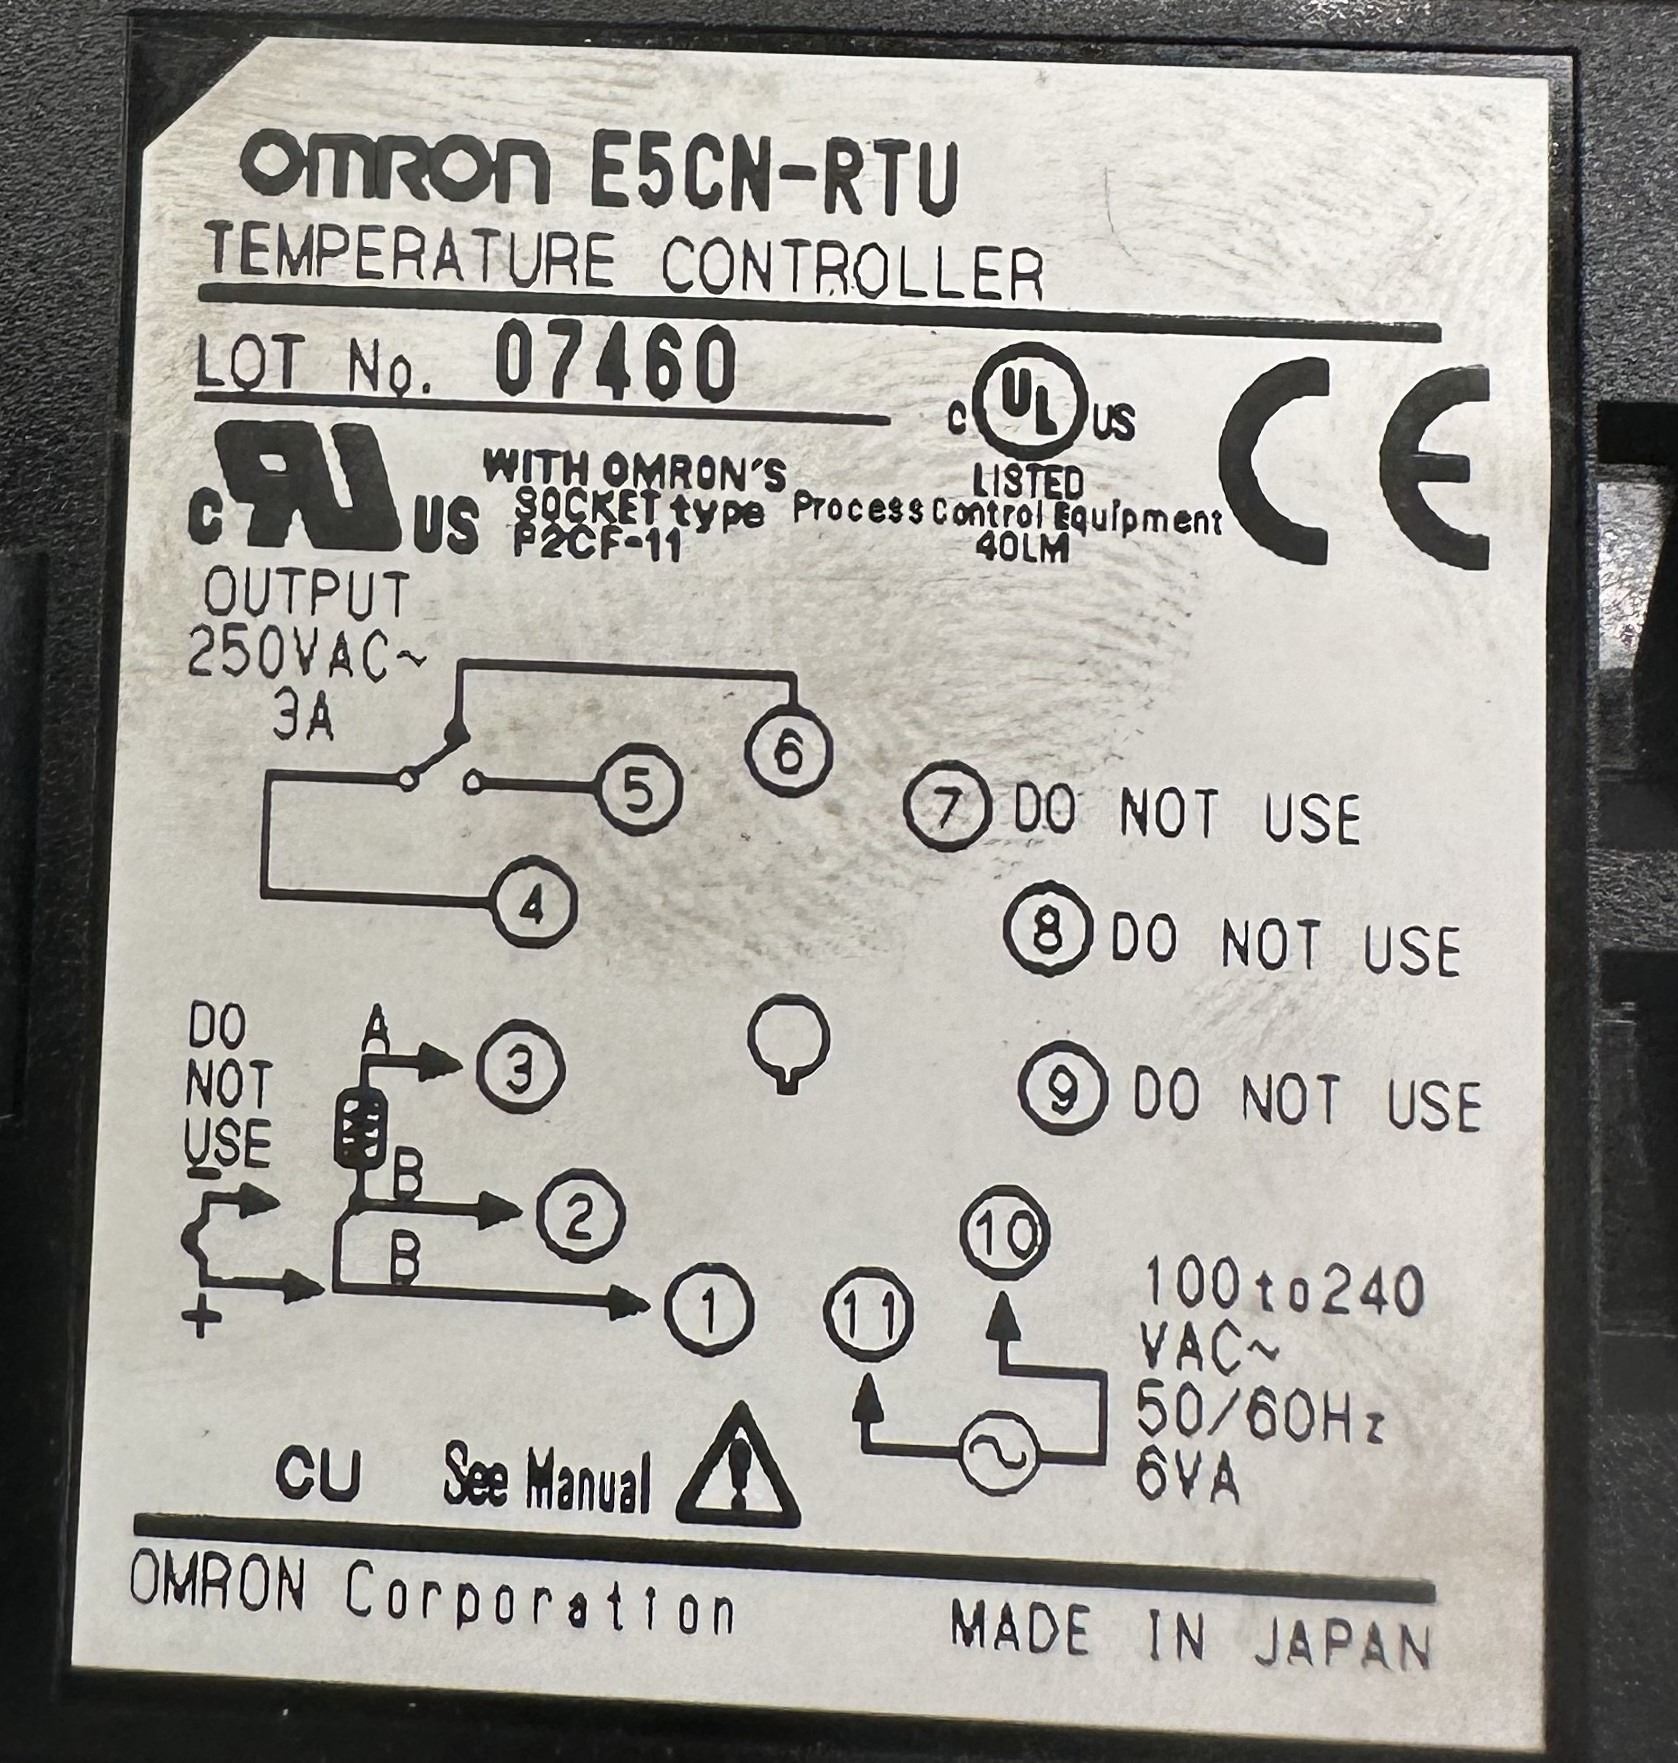 OMRON E5CN-RTU
TEMPERATURE CONTROLLER
LOT No. 07460
c UL US
LISTED
Process Control Equipment
40LM
CE
c RU US
WITH OMRON'S
SOCKET type
P2CF-11
OUTPUT
250VAC~
3A
6
5
4
7 DO NOT USE
8 DO NOT USE
9 DO NOT USE
DO
NOT
USE
A
3
B
2
B
1
-
+
10
11
100 to 240
VAC~
50/60Hz
6VA
CU See Manual
OMRON Corporation
MADE IN JAPAN